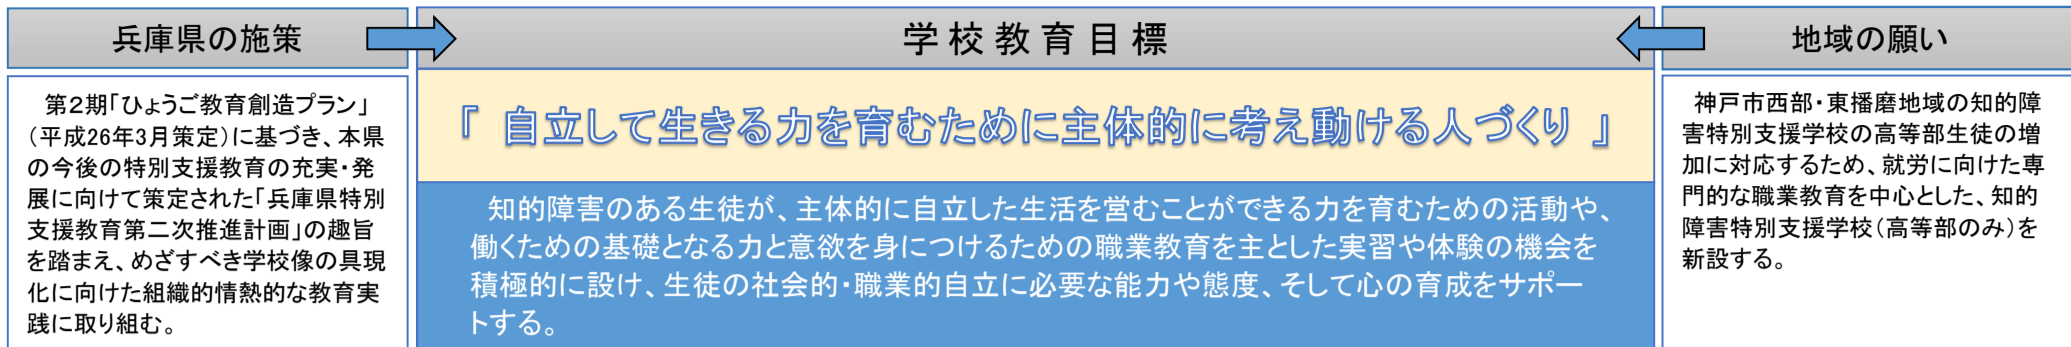 兵庫県の施策
第2期「ひょうご教育創造プラン」
(平成26年3月策定)に基づき、本県
の今後の特別支援教育の充実・発
展に向けて策定された「兵庫県特別
支援教育第二次推進計画」の趣旨
を踏まえ、めざすべき学校像の具現
化に向けた組織的情熱的な教育実
践に取り組む。
学校教育目標
「 自立して生きる力を育むために主体的に考え動ける人づくり 」
知的障害のある生徒が、主体的に自立した生活を営むことができる力を育むための活動や、
働くための基礎となる力と意欲を身につけるための職業教育を主とした実習や体験の機会を
積極的に設け、生徒の社会的・職業的自立に必要な能力や態度、そして心の育成をサポー
トする。
地域の願い
神戸市西部・東播磨地域の知的障
害特別支援学校の高等部生徒の増
加に対応するため、就労に向けた専
門的な職業教育を中心とした、知的
障害特別支援学校(高等部のみ)を
新設する。